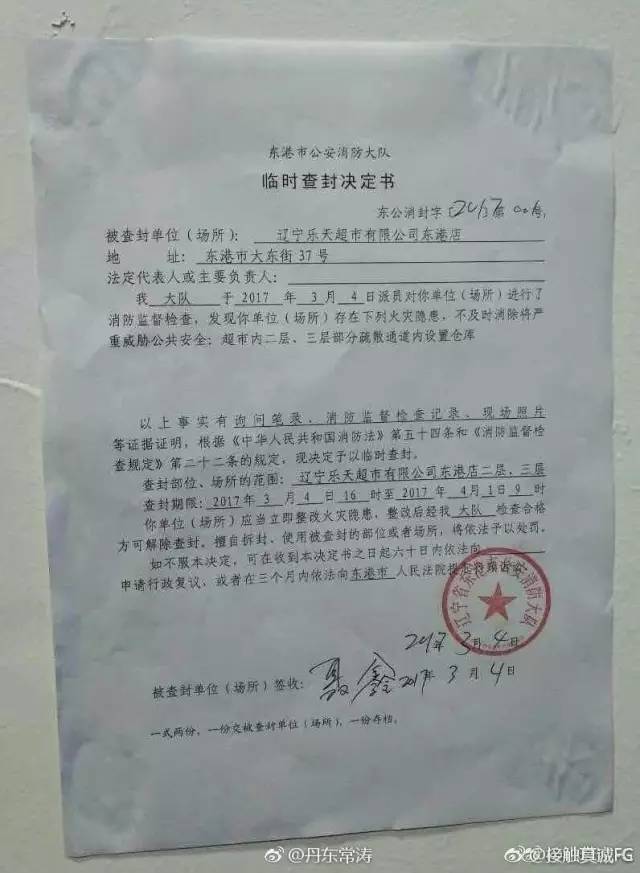 东港市公安消防大队
临时查封决定书
东公消封字〔2017第001号
被查封单位(场所): 辽宁乐天超市有限公司东港店
地 址: 东港市大东街37号
法定代表人或主要负责人:
我 大队 于 2017 年 3 月 4 日派员对你单位(场所)进行了
消防监督检查，发现你单位(场所)存在下列火灾隐患，不及时消除将严
重威胁公共安全: 超市内二层、三层部分疏散通道内设置仓库
以上事实有 询问笔录、消防监督检查记录、现场照片
等证据证明，根据《中华人民共和国消防法》第五十四条和《消防监督检
查规定》第二十二条的规定，现决定予以临时查封。
查封部位、场所的范围: 辽宁乐天超市有限公司东港店二层、三层
查封期限: 2017 年 3 月 4 日 16 时至 2017 年 4月1日 9 时
你单位(场所)应当立即整改火灾隐患，整改后经我 大队 检查合格
方可解除查封。擅自拆封、使用被查封的部位或者场所，将依法予以处罚。
如不服本决定，可在收到本决定书之日起六十日内依法向
申请行政复议，或者在三个月内依法向 东港市 人民法院提起
辽宁省东港市公安消防大队
2017年 3月 4日
被查封单位(场所)签收: 聂鑫 2017年 3 月 4日
一式两份，一份交被查封单位(场所)，一份存档。
@丹东常涛
@接触真诚FG